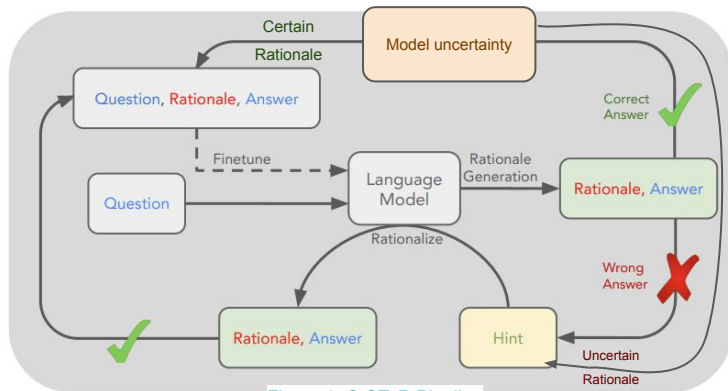 Certain
Rationale
Model uncertainty
Question, Rationale, Answer
Correct
Answer
Finetune
Language
Model
Rationale
Generation
Rationale, Answer
Question
Rationalize
Wrong
Answer
Rationale, Answer
Hint
Uncertain
Rationale